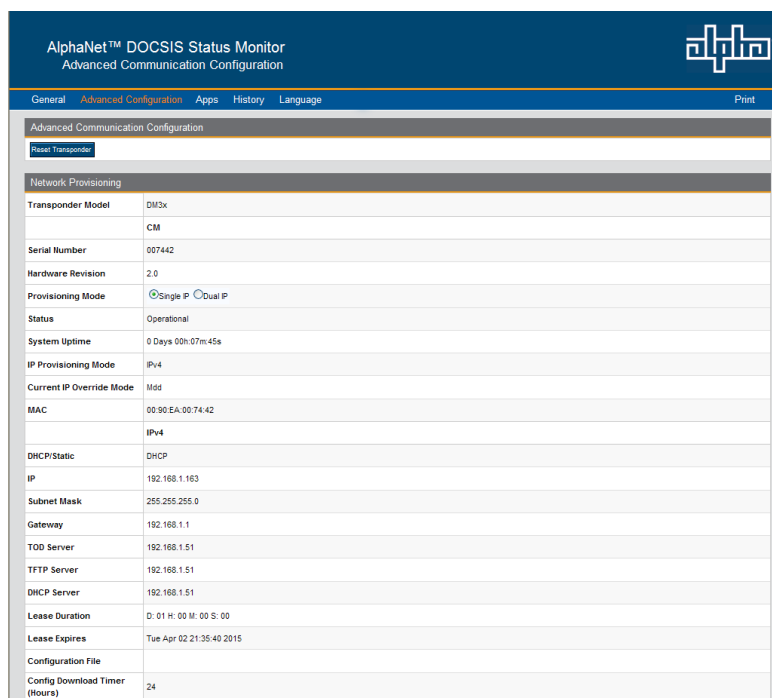 AlphaNet™ DOCSIS Status Monitor
Advanced Communication Configuration
alpha
General Advanced Configuration Apps History Language Print
Advanced Communication Configuration
Reset Transponder
Network Provisioning
Transponder Model DM3x
CM
Serial Number 007442
Hardware Revision 2.0
Provisioning Mode Single IP Dual IP
Status Operational
System Uptime 0 Days 00h:07m:45s
IP Provisioning Mode IPv4
Current IP Override Mode Mdd
MAC 00:90:EA:00:74:42
IPv4
DHCP/Static DHCP
IP 192.168.1.163
Subnet Mask 255.255.255.0
Gateway 192.168.1.1
TOD Server 192.168.1.51
TFTP Server 192.168.1.51
DHCP Server 192.168.1.51
Lease Duration D: 01 H: 00 M: 00 S: 00
Lease Expires Tue Apr 02 21:35:40 2015
Configuration File
Config Download Timer
(Hours) 24